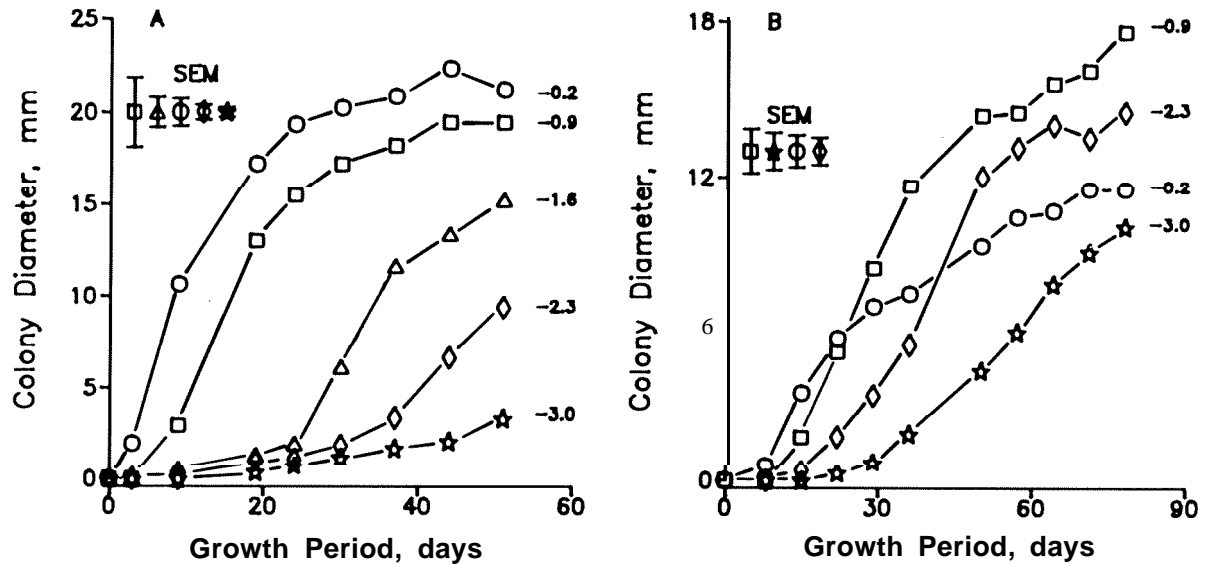 A
25
20
15
10
5
0
0 20 40 60
SEM
-0.2
-0.9
-1.6
-2.3
-3.0
Colony Diameter, mm
Growth Period, days
B
18
12
6
0
0 30 60 90
SEM
-0.9
-2.3
-0.2
-3.0
Colony Diameter, mm
Growth Period, days